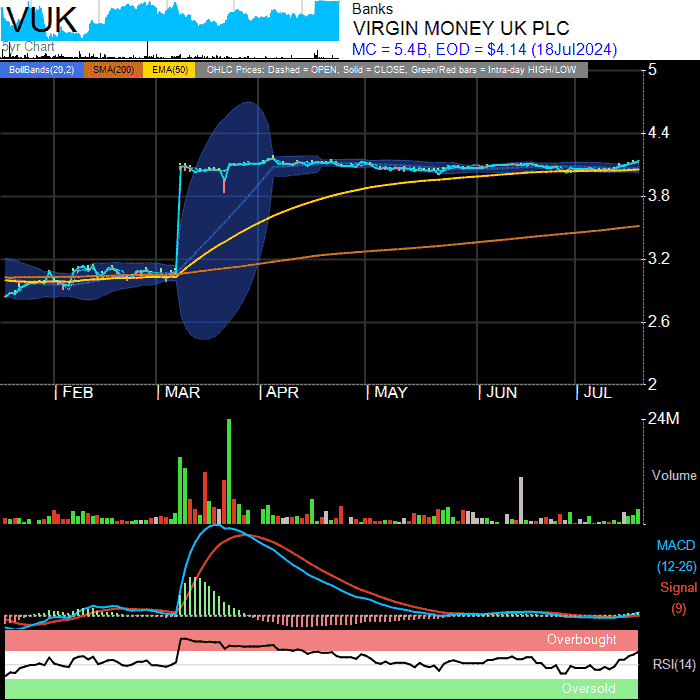 VUK
5yr Chart
Banks
VIRGIN MONEY UK PLC
MC = 5.4B, EOD = $4.14 (18Jul2024)
BollBands(20,2) SMA(200) EMA(50) OHLC Prices: Dashed = OPEN, Solid = CLOSE, Green/Red bars = Intra-day HIGH/LOW
5
4.4
3.8
3.2
2.6
2
FEB MAR APR MAY JUN JUL
24M
Volume
MACD
(12-26)
Signal
(9)
Overbought
RSI(14)
Oversold